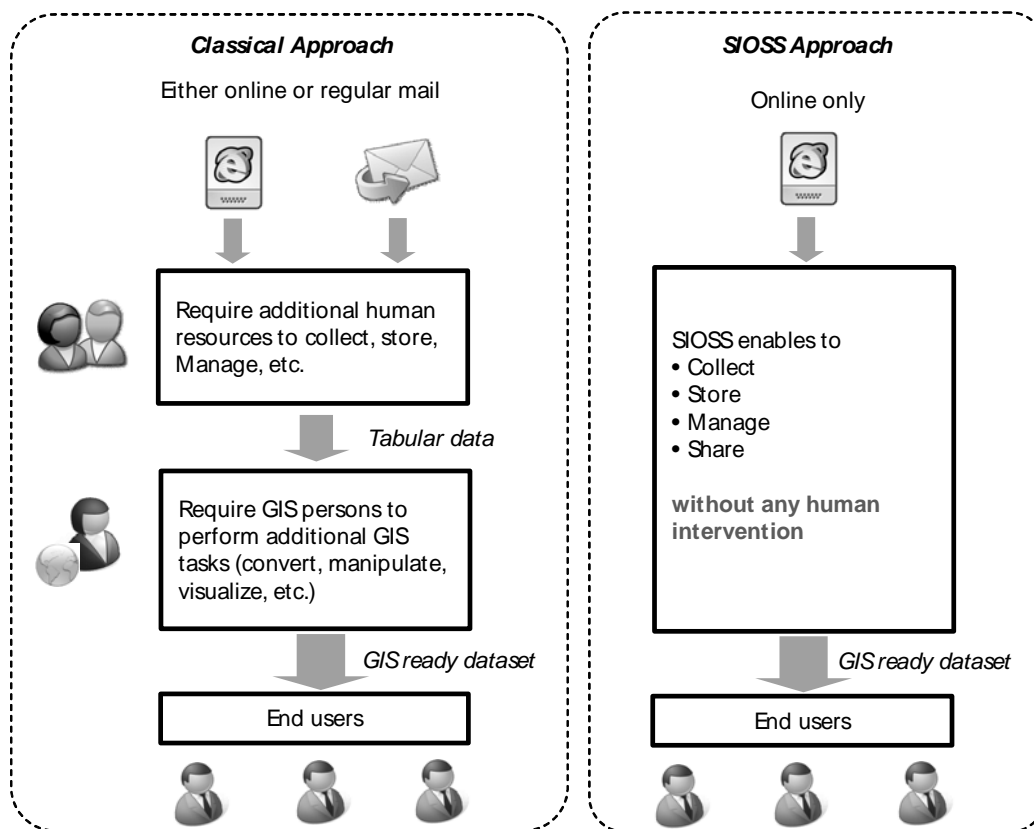 Classical Approach
Either online or regular mail
Require additional human
resources to collect, store,
Manage, etc.
Tabular data
Require GIS persons to
perform additional GIS
tasks (convert, manipulate,
visualize, etc.)
GIS ready dataset
End users
SIOSS Approach
Online only
SIOSS enables to
• Collect
• Store
• Manage
• Share
without any human
intervention
GIS ready dataset
End users